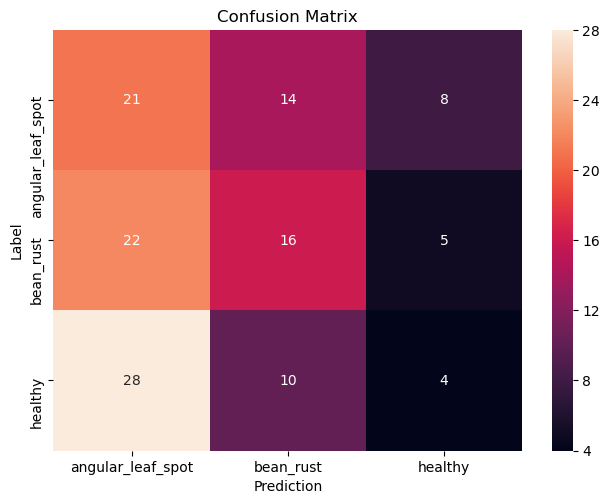 Confusion Matrix
Label
angular_leaf_spot
21
14
8
bean_rust
22
16
5
healthy
28
10
4
angular_leaf_spot
bean_rust
healthy
Prediction
28
24
20
16
12
8
4